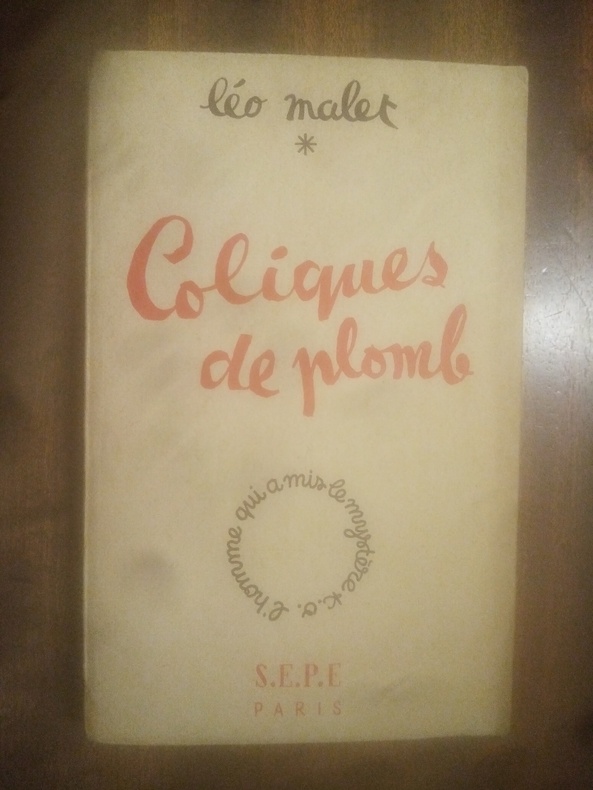 léo malet
*
Coliques
de plomb
l'homme qui a mis le mystère k.o.
S.E.P.E
PARIS